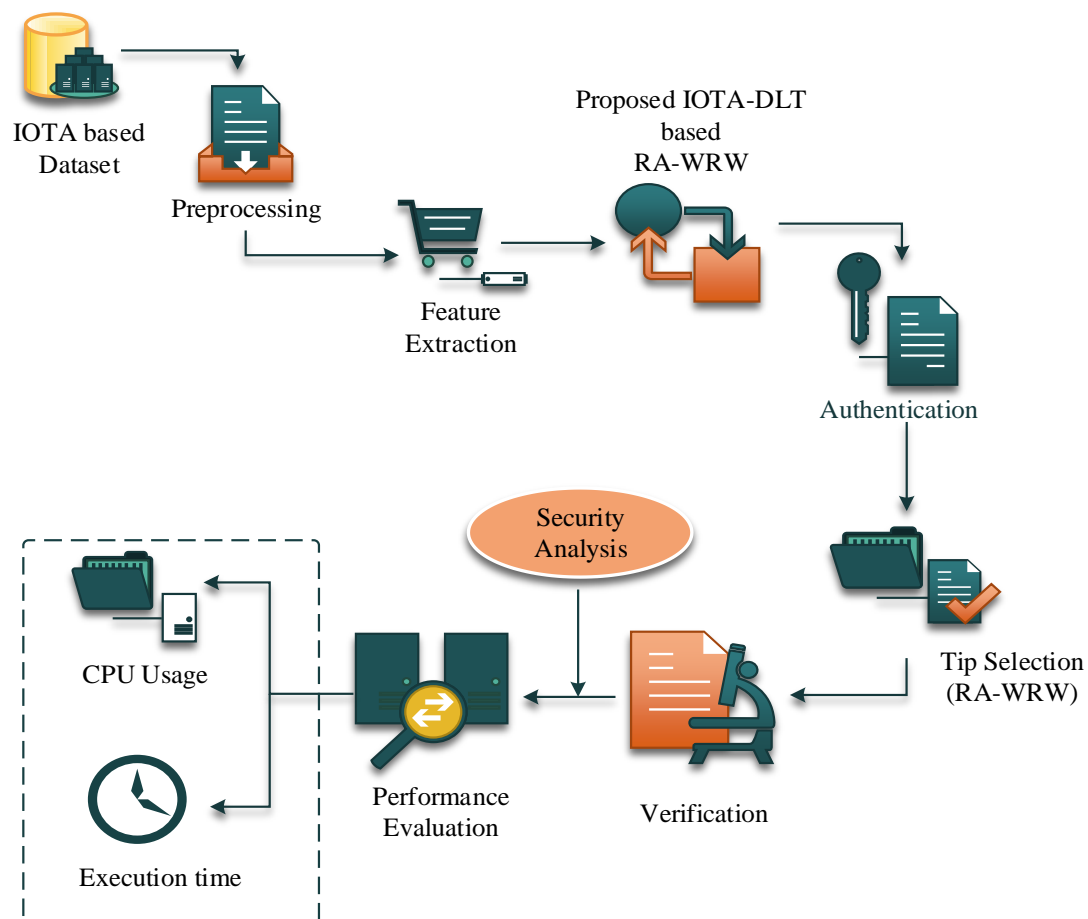 IOTA based
Dataset
Preprocessing
Feature
Extraction
Proposed IOTA-DLT
based
RA-WRW
Authentication
Tip Selection
(RA-WRW)
Verification
Security
Analysis
Performance
Evaluation
CPU Usage
Execution time